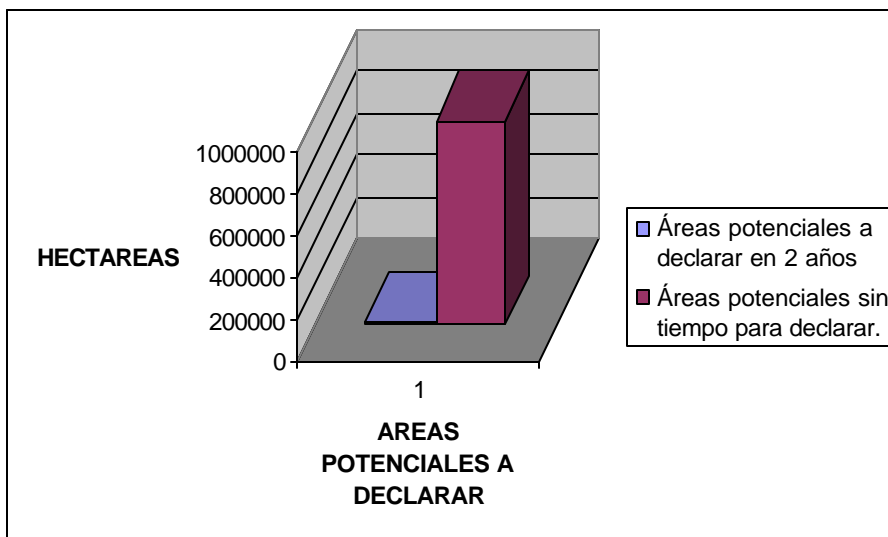 1000000
800000
600000
400000
200000
0
HECTAREAS
1
AREAS
POTENCIALES A
DECLARAR
Áreas potenciales a
declarar en 2 años
Áreas potenciales sin
tiempo para declarar.